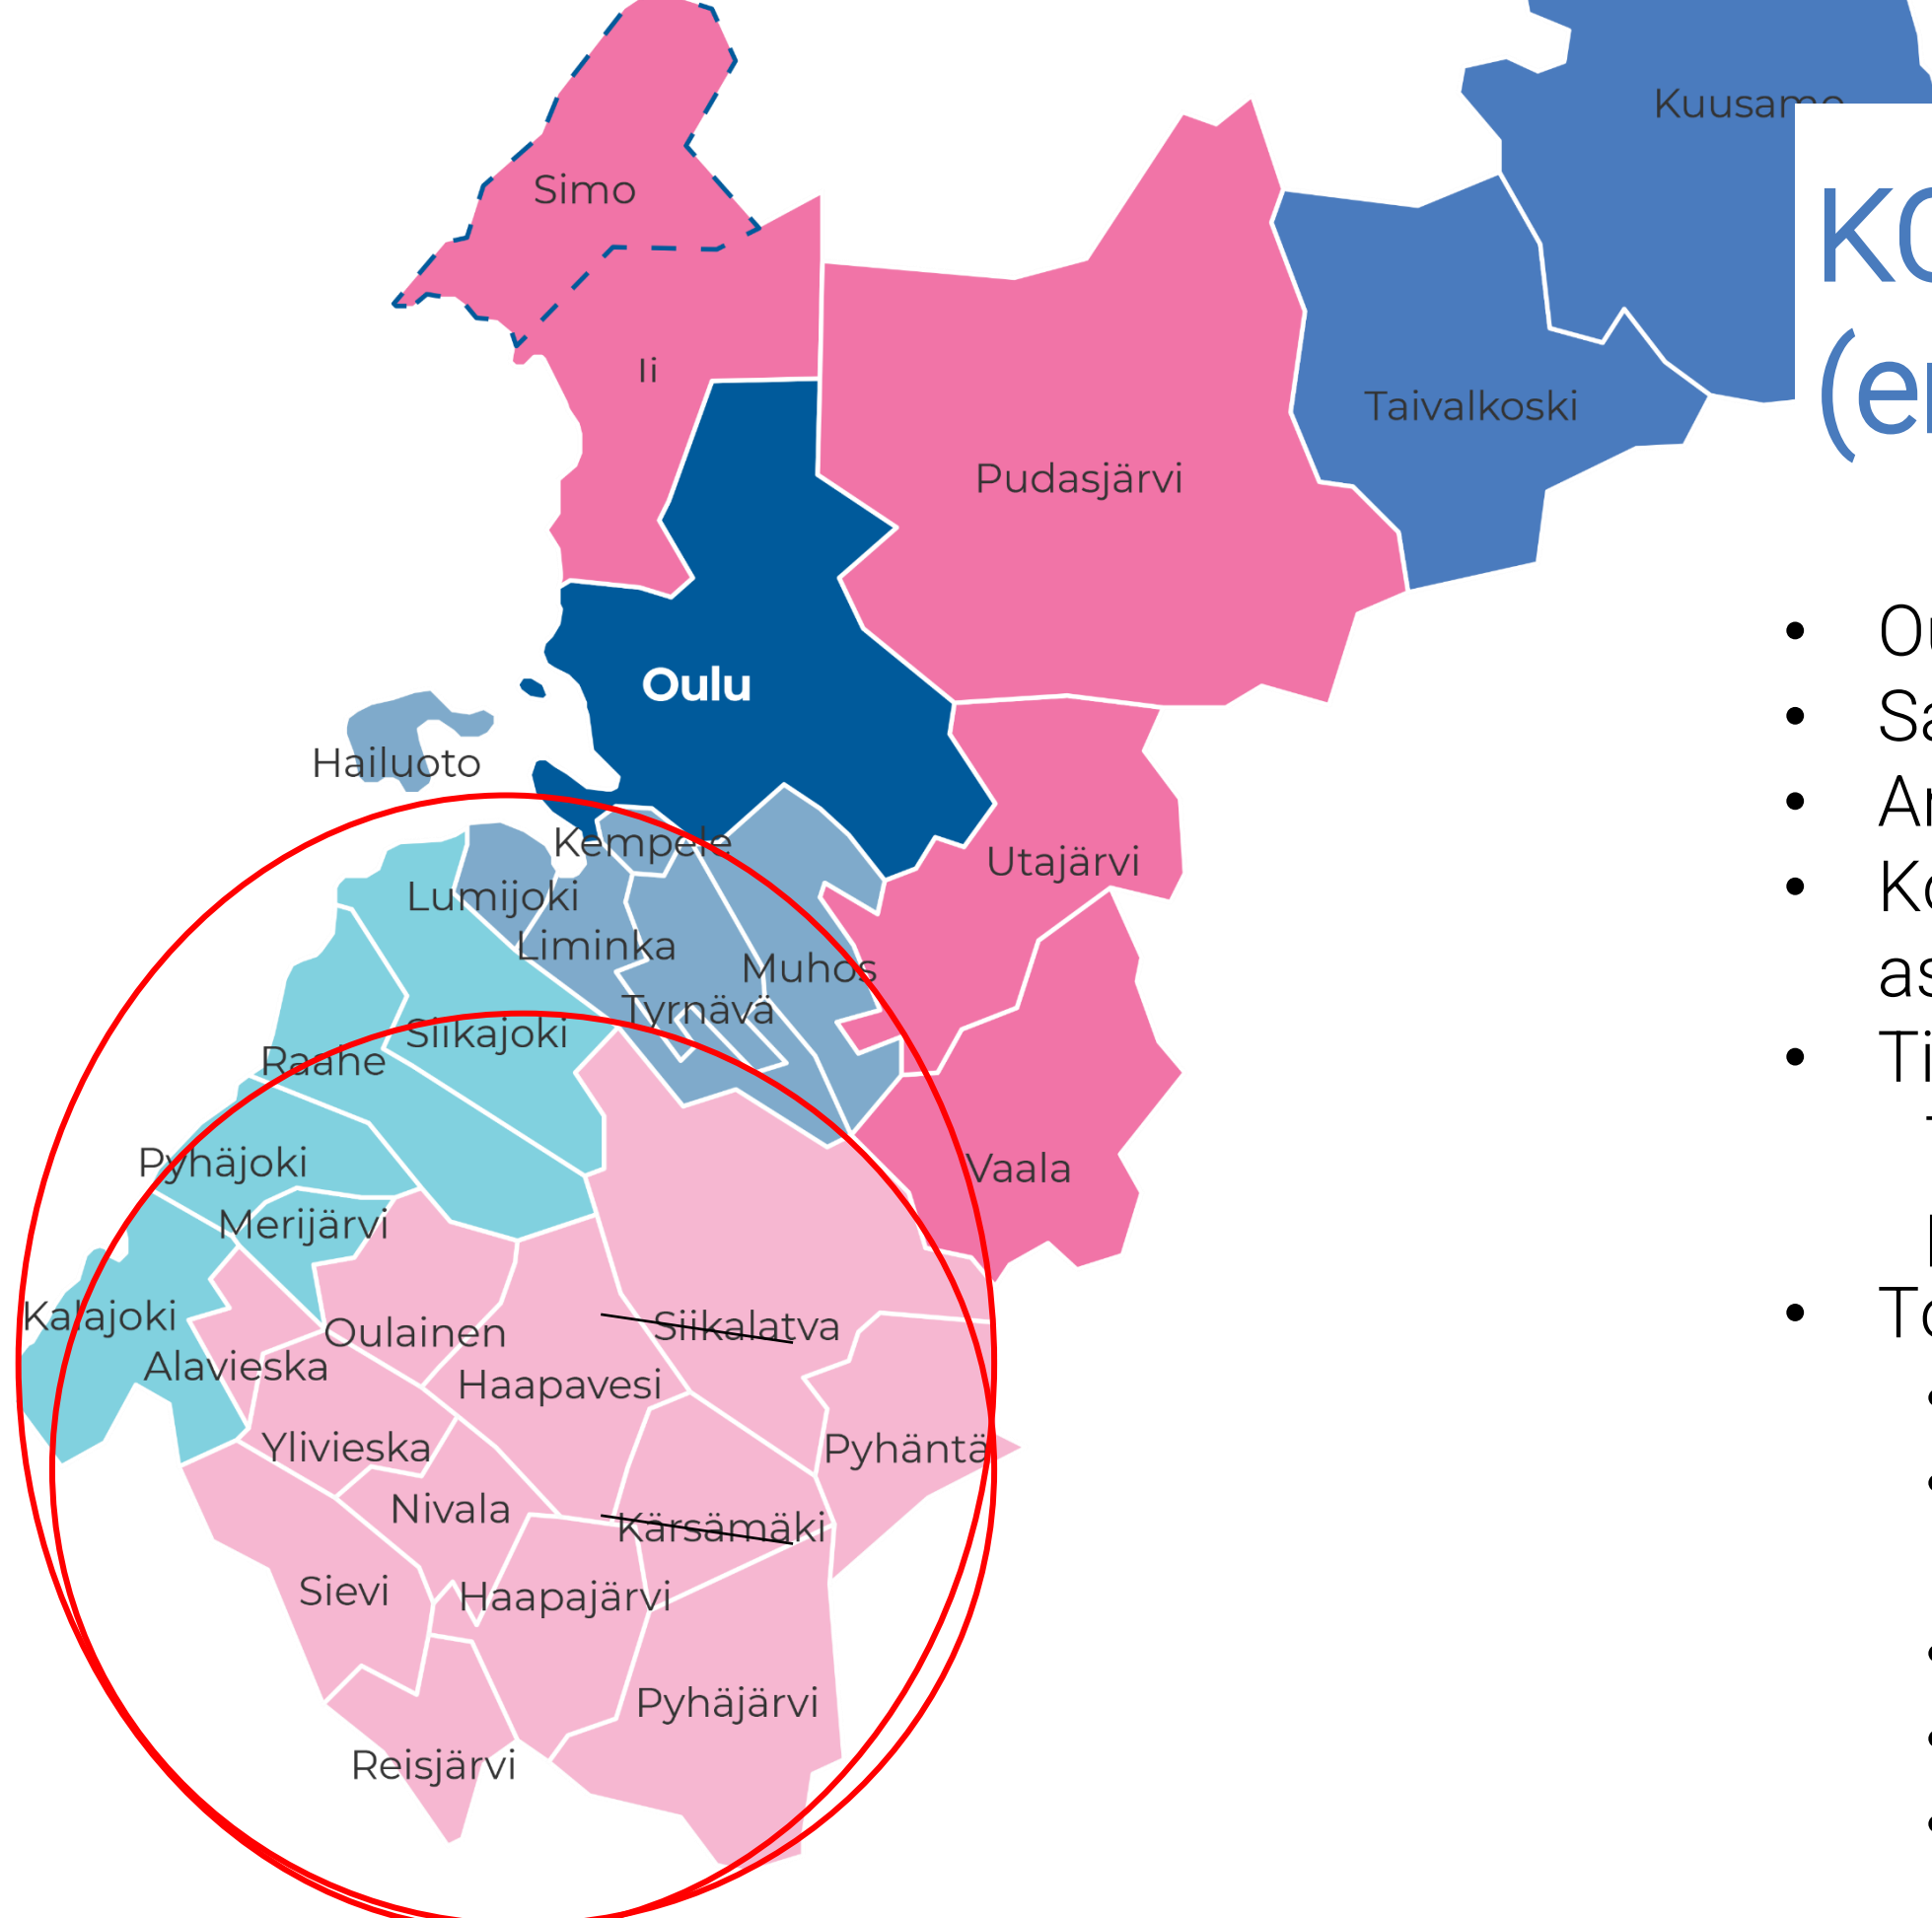 Kuusamo
Simo
Ii
Taivalkoski
Pudasjärvi
Oulu
Hailuoto
Kempele
Utajärvi
Lumijoki
Liminka
Muhos
Tyrnävä
Siikajoki
Raahe
Pyhäjoki
Vaala
Merijärvi
Kalajoki
Siikalatva
Oulainen
Alavieska
Haapavesi
Ylivieska
Pyhäntä
Nivala
Kärsämäki
Sievi
Haapajärvi
Pyhäjärvi
Reisjärvi